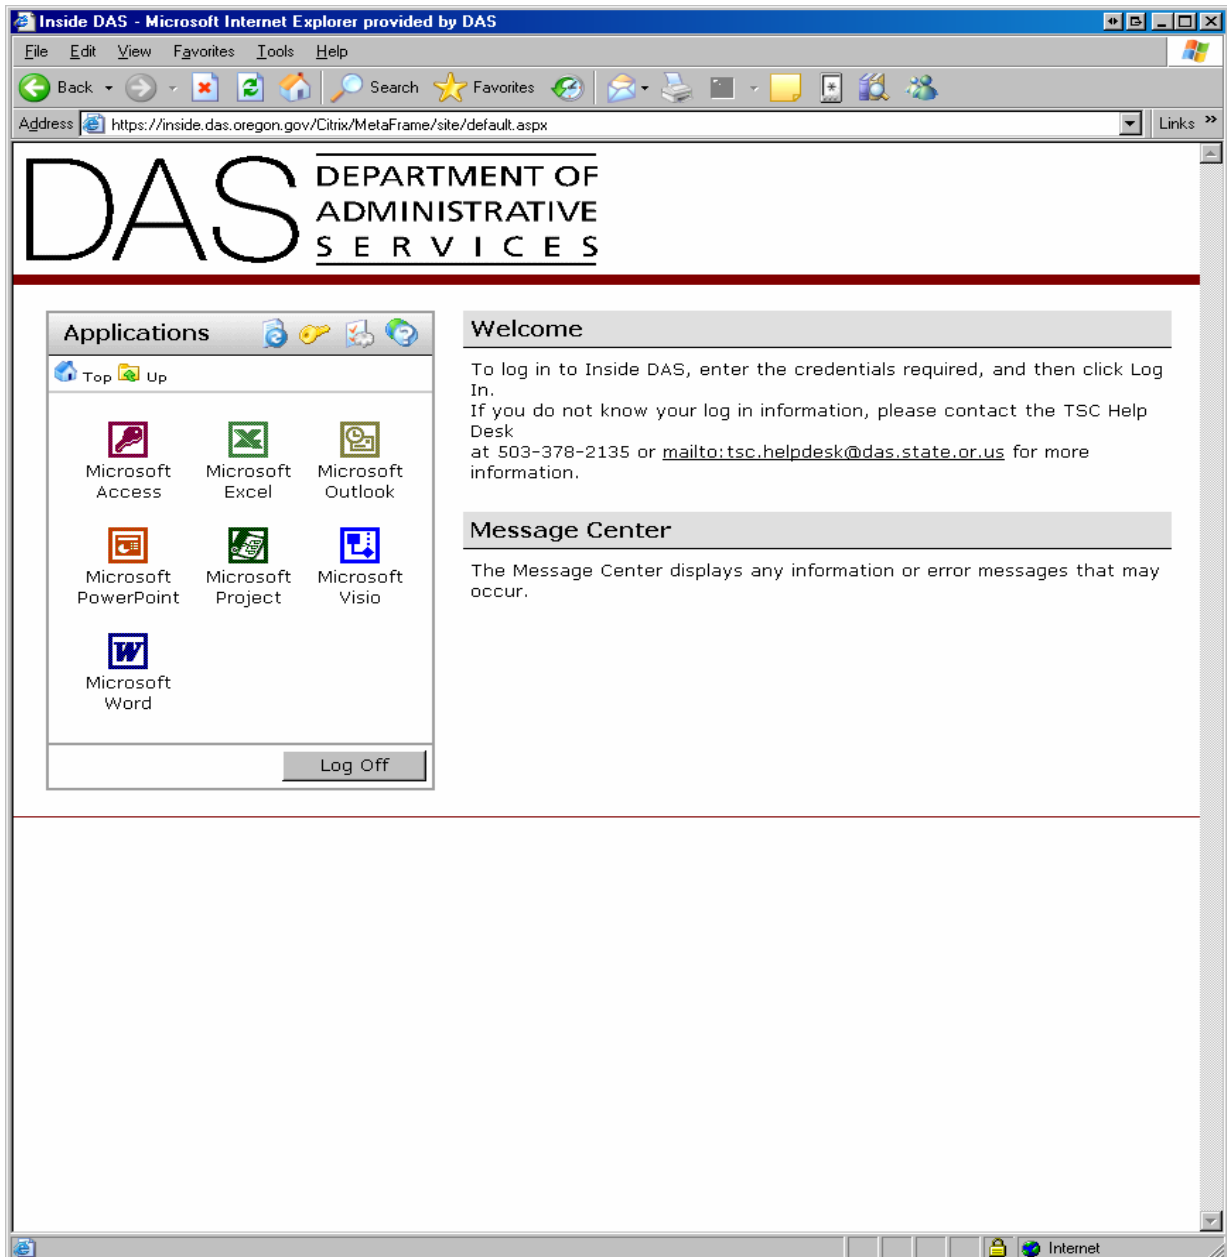 Inside DAS - Microsoft Internet Explorer provided by DAS
File Edit View Favorites Tools Help
Back Search Favorites
Address https://inside.das.oregon.gov/Citrix/MetaFrame/site/default.aspx Links »
DAS
DEPARTMENT OF
ADMINISTRATIVE
SERVICES
Applications
Top Up
Microsoft Access
Microsoft Excel
Microsoft Outlook
Microsoft PowerPoint
Microsoft Project
Microsoft Visio
Microsoft Word
Log Off
Welcome
To log in to Inside DAS, enter the credentials required, and then click Log
In.
If you do not know your log in information, please contact the TSC Help
Desk
at 503-378-2135 or mailto:tsc.helpdesk@das.state.or.us for more
information.
Message Center
The Message Center displays any information or error messages that may
occur.
Internet